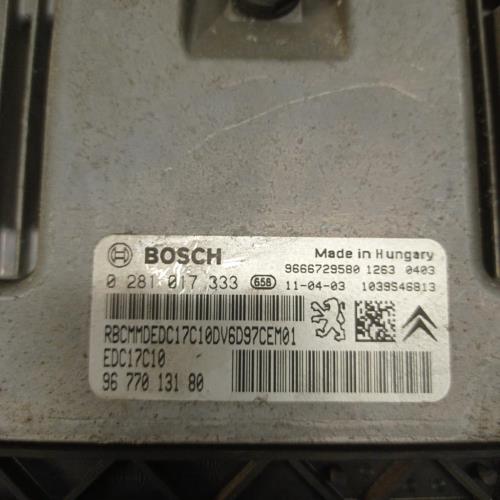 BOSCH
Made in Hungary
9666729580 1263 0403
0 281 017 333 658 11-04-03 1039S46813
RBCMMDEDC17C10DV6D97CEM01
EDC17C10
96 770 131 80